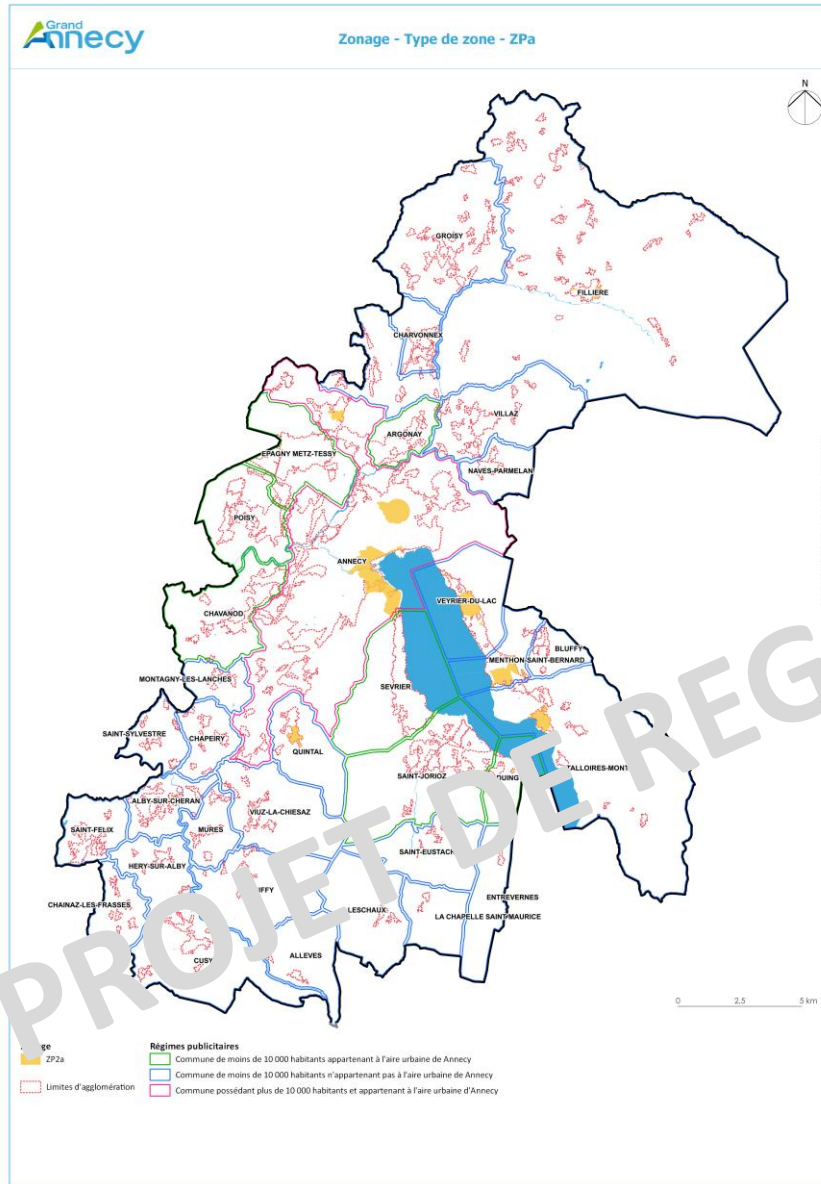 Grand
Annecy
Zonage - Type de zone - ZPa
N
GROISY
FILLIERE
CHARVONNEX
VILLAZ
ARGONAY
EPAGNY METZ-TESSY
NAVES-PARMELAN
POISY
ANNECY
VEYRIER-DU-LAC
CHAVANOD
BLUFFY
MENTHON-SAINT-BERNARD
MONTAGNY-LES-LANCHES
SEVRIER
SAINT-SYLVESTRE
CHAPEIRY
QUINTAL
TALLOIRES-MONT
SAINT-JORIOZ
DUING
ALBY-SUR-CHERAN
VIUZ-LA-CHIESAZ
SAINT-FELIX
MURES
SAINT-EUSTACH
HERY-SUR-ALBY
IFFY
ENTREVERNES
CHAINAZ-LES-FRASSES
LESCHAUX
LA CHAPELLE SAINT-MAURICE
ALLEVES
CUSY
PROJET DE REG
0 2,5 5 km
ZP2a
Limites d'agglomération
Régimes publicitaires
Commune de moins de 10 000 habitants appartenant à l'aire urbaine de Annecy
Commune de moins de 10 000 habitants n'appartenant pas à l'aire urbaine de Annecy
Commune possédant plus de 10 000 habitants et appartenant à l'aire urbaine d'Annecy